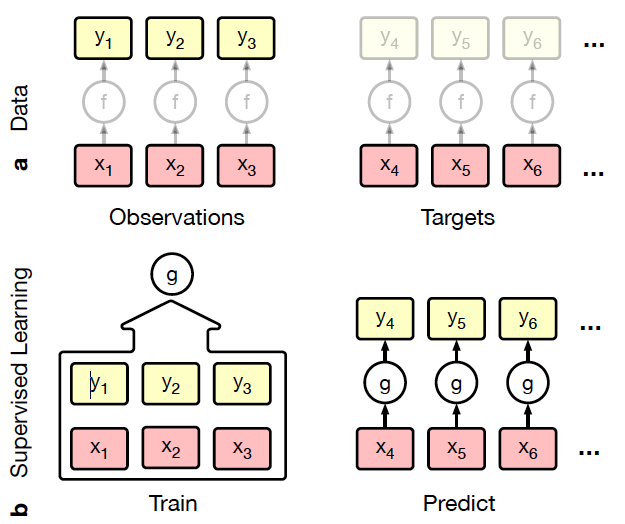 y1 y2 y3 y4 y5 y6 ...
f f f f f f
a Data
x1 x2 x3 x4 x5 x6 ...
Observations Targets
g
y4 y5 y6 ...
b Supervised Learning
y1 y2 y3
g g g
x1 x2 x3
x4 x5 x6 ...
Train Predict